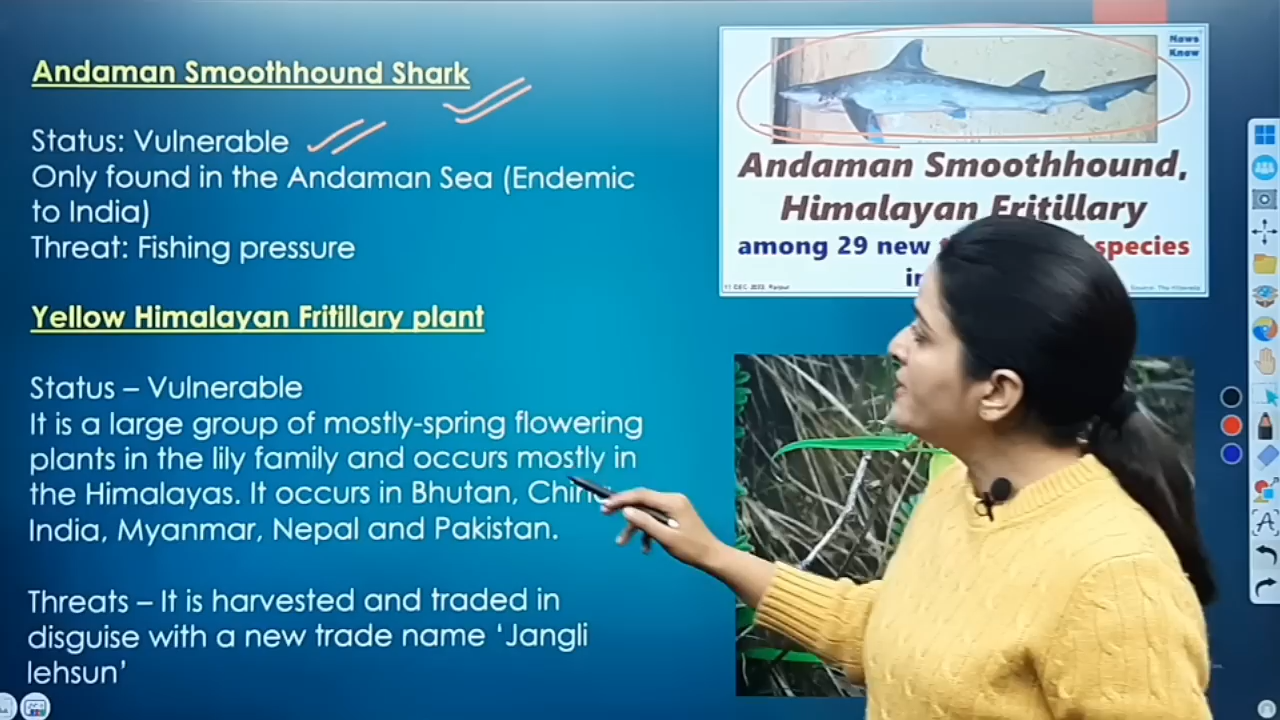 Andaman Smoothhound Shark
Status: Vulnerable
Only found in the Andaman Sea (Endemic
to India)
Threat: Fishing pressure
Yellow Himalayan Fritillary plant
Status – Vulnerable
It is a large group of mostly-spring flowering
plants in the lily family and occurs mostly in
the Himalayas. It occurs in Bhutan, China,
India, Myanmar, Nepal and Pakistan.
Threats – It is harvested and traded in
disguise with a new trade name ‘Jangli
lehsun’
News
Know
Andaman Smoothhound,
Himalayan Fritillary
among 29 new species
A